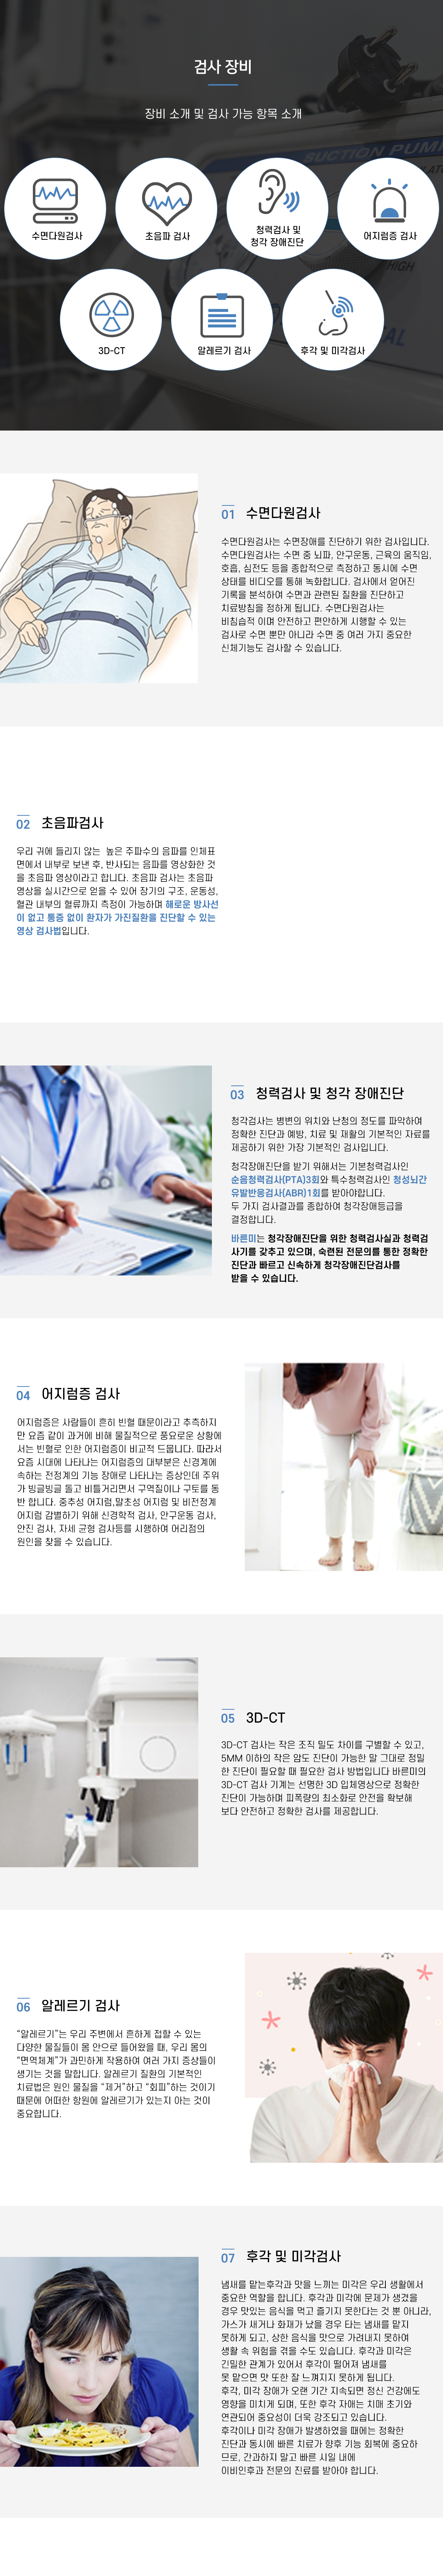 검사 장비
장비 소개 및 검사 가능 항목 소개
SUCTION PUMP
수면다원검사
초음파 검사
청력검사 및
청각 장애진단
어지럼증 검사
HIGH
3D-CT
알레르기 검사
후각 및 미각검사
01 수면다원검사
수면다원검사는 수면장애를 진단하기 위한 검사입니다.
수면다원검사는 수면 중 뇌파, 안구운동, 근육의 움직임,
호흡, 심전도 등을 종합적으로 측정하고 동시에 수면
상태를 비디오를 통해 녹화합니다. 검사에서 얻어진
기록을 분석하여 수면과 관련된 질환을 진단하고
치료방침을 정하게 됩니다. 수면다원검사는
비침습적 이며 안전하고 편안하게 시행할 수 있는
검사로 수면 뿐만 아니라 수면 중 여러 가지 중요한
신체기능도 검사할 수 있습니다.
02 초음파검사
우리 귀에 들리지 않는 높은 주파수의 음파를 인체표
면에서 내부로 보낸 후, 반사되는 음파를 영상화한 것
을 초음파 영상이라고 합니다. 초음파 검사는 초음파
영상을 실시간으로 얻을 수 있어 장기의 구조, 운동성,
혈관 내부의 혈류까지 측정이 가능하며 해로운 방사선
이 없고 통증 없이 환자가 가진질환을 진단할 수 있는
영상 검사법입니다.
03 청력검사 및 청각 장애진단
청각검사는 병변의 위치와 난청의 정도를 파악하여
정확한 진단과 예방, 치료 및 재활의 기본적인 자료를
제공하기 위한 가장 기본적인 검사입니다.
청각장애진단을 받기 위해서는 기본청력검사인
순음청력검사(PTA)3회와 특수청력검사인 청성뇌간
유발반응검사(ABR)1회를 받아야합니다.
두 가지 검사결과를 종합하여 청각장애등급을
결정합니다.
바른미는 청각장애진단을 위한 청력검사실과 청력검
사기를 갖추고 있으며, 숙련된 전문의를 통한 정확한
진단과 빠르고 신속하게 청각장애진단검사를
받을 수 있습니다.
04 어지럼증 검사
어지럼증은 사람들이 흔히 빈혈 때문이라고 추측하지
만 요즘 같이 과거에 비해 물질적으로 풍요로운 상황에
서는 빈혈로 인한 어지럼증이 비교적 드뭅니다. 따라서
요즘 시대에 나타나는 어지럼증의 대부분은 신경계에
속하는 전정계의 기능 장애로 나타나는 증상인데 주위
가 빙글빙글 돌고 비틀거리면서 구역질이나 구토를 동
반 합니다. 중추성 어지럼,말초성 어지럼 및 비전정계
어지럼 감별하기 위해 신경학적 검사, 안구운동 검사,
안진 검사, 자세 균형 검사등를 시행하여 어리점의
원인을 찾을 수 있습니다.
05 3D-CT
3D-CT 검사는 작은 조직 밀도 차이를 구별할 수 있고,
5MM 이하의 작은 암도 진단이 가능한 말 그대로 정밀
한 진단이 필요할 때 필요한 검사 방법입니다 바른미의
3D-CT 검사 기계는 선명한 3D 입체영상으로 정확한
진단이 가능하며 피폭량의 최소화로 안전을 확보해
보다 안전하고 정확한 검사를 제공합니다.
06 알레르기 검사
“알레르기”는 우리 주변에서 흔하게 접할 수 있는
다양한 물질들이 몸 안으로 들어왔을 때, 우리 몸의
“면역체계”가 과민하게 작용하여 여러 가지 증상들이
생기는 것을 말합니다. 알레르기 질환의 기본적인
치료법은 원인 물질을 “제거”하고 “회피”하는 것이기
때문에 어떠한 항원에 알레르기가 있는지 아는 것이
중요합니다.
07 후각 및 미각검사
냄새를 맡는후각과 맛을 느끼는 미각은 우리 생활에서
중요한 역할을 합니다. 후각과 미각에 문제가 생겼을
경우 맛있는 음식을 먹고 즐기지 못한다는 것 뿐 아니라,
가스가 새거나 화재가 났을 경우 타는 냄새를 맡지
못하게 되고, 상한 음식을 맛으로 가려내지 못하여
생활 속 위험을 겪을 수도 있습니다. 후각과 미각은
긴밀한 관계가 있어서 후각이 떨어져 냄새를
못 맡으면 맛 또한 잘 느껴지지 못하게 됩니다.
후각, 미각 장애가 오랜 기간 지속되면 정신 건강에도
영향을 미치게 되며, 또한 후각 자애는 치매 초기와
연관되어 중요성이 더욱 강조되고 있습니다.
후각이나 미각 장애가 발생하였을 때에는 정확한
진단과 동시에 빠른 치료가 향후 기능 회복에 중요하
므로, 간과하지 말고 빠른 시일 내에
이비인후과 전문의 진료를 받아야 합니다.